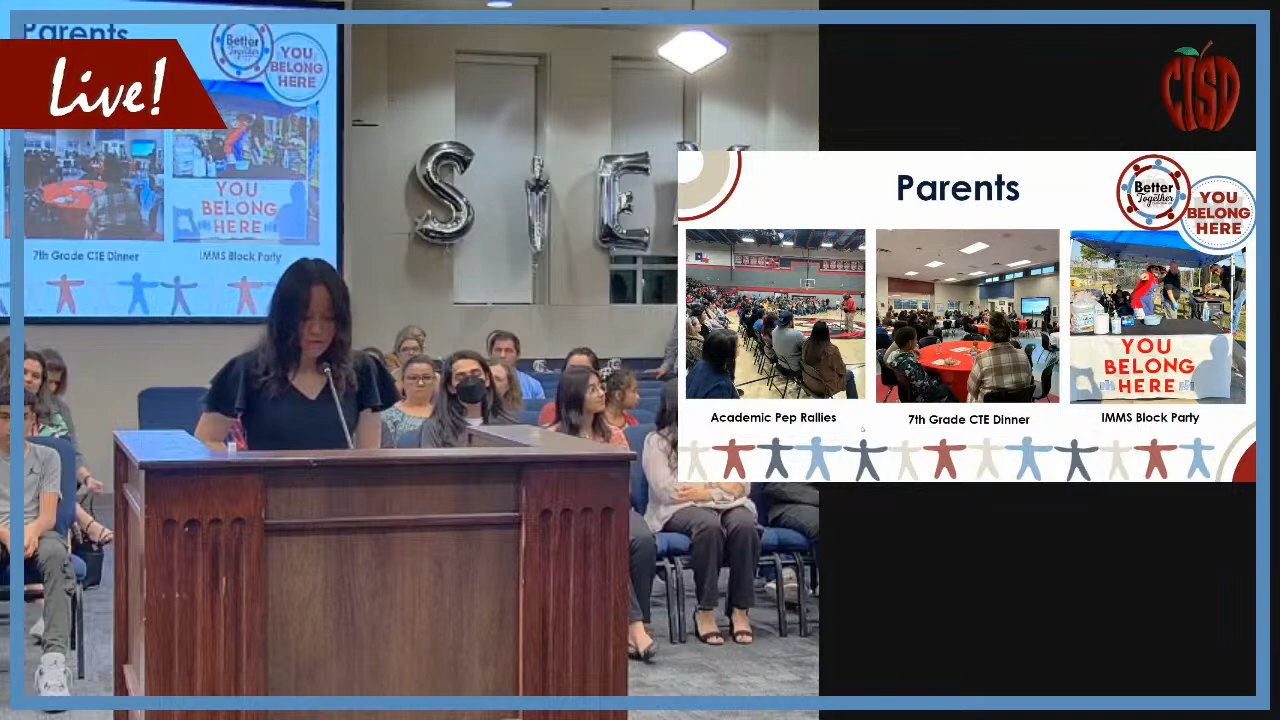 Parents
Better
Together
YOU
BELONG
HERE
Live!
YOU
BELONG
HERE
7th Grade CTE Dinner
IMMS Block Party
S
E
CISD
Parents
Better
Together
YOU
BELONG
HERE
YOU
BELONG
HERE
Academic Pep Rallies
7th Grade CTE Dinner
IMMS Block Party